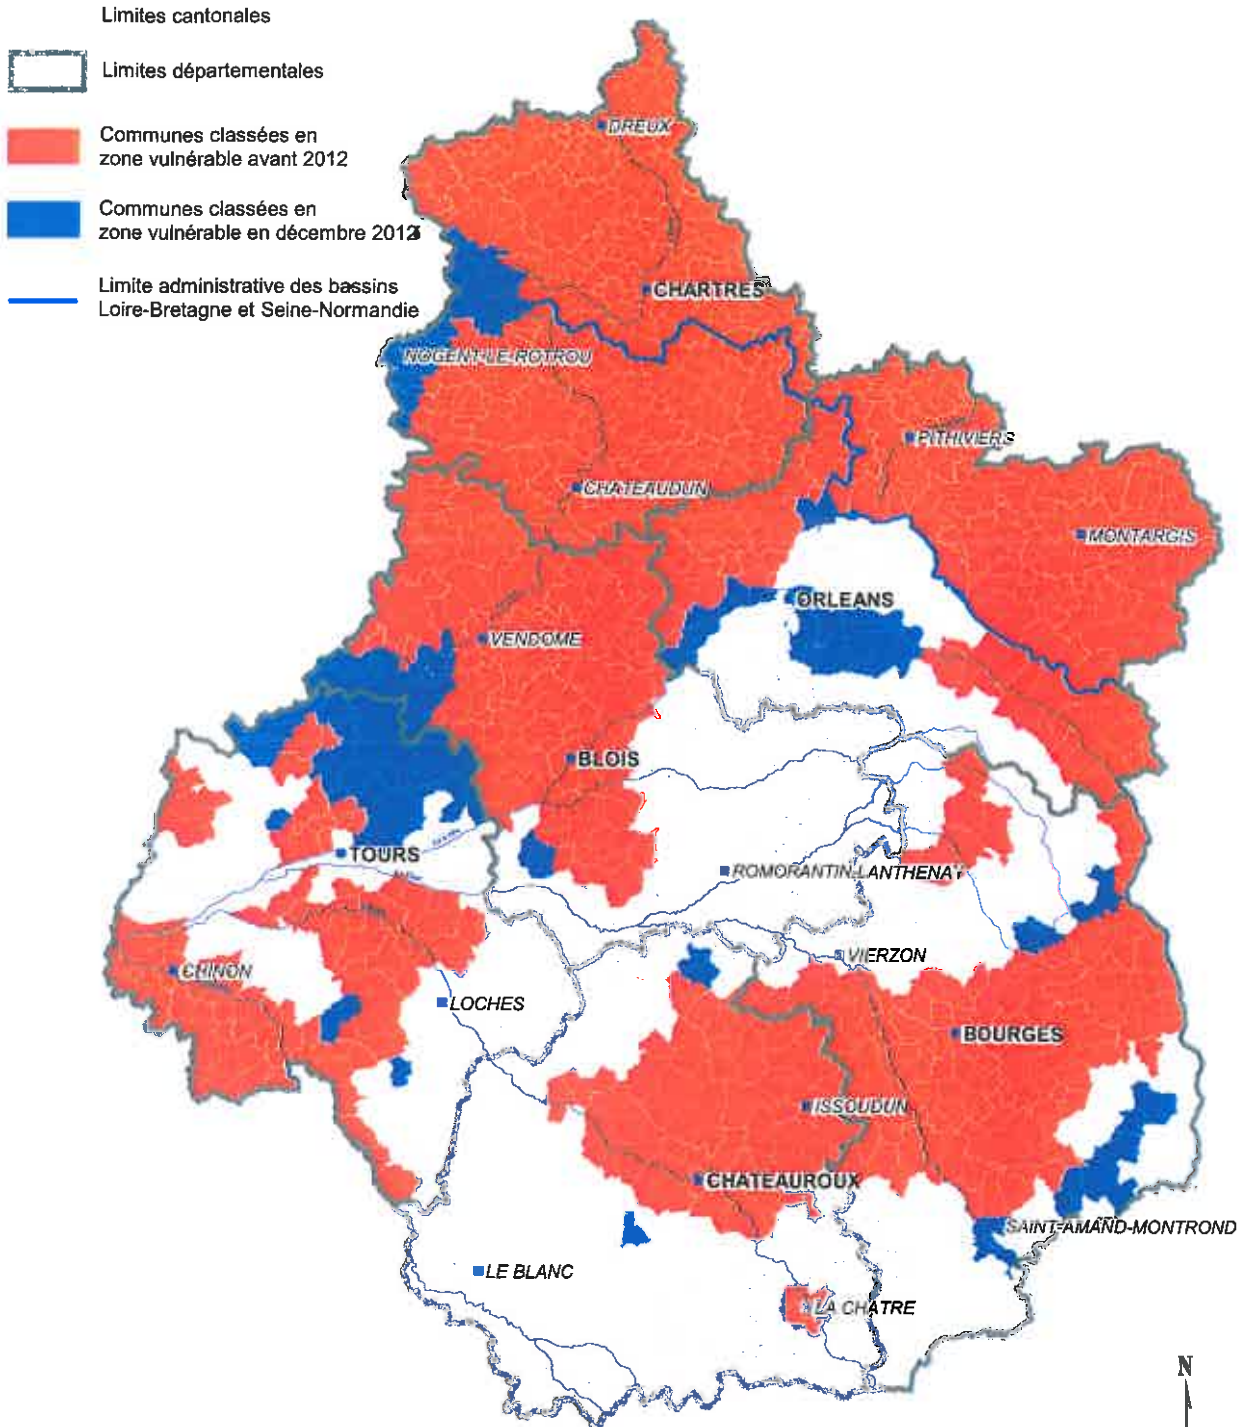 Limites cantonales
Limites départementales
Communes classées en
zone vulnérable avant 2012
Communes classées en
zone vulnérable en décembre 2012
Limite administrative des bassins
Loire-Bretagne et Seine-Normandie
DREUX
CHARTRES
NOGENT-LE-ROTROU
PITHIVIERS
CHATEAUDUN
MONTARGIS
ORLEANS
VENDOME
BLOIS
TOURS
ROMORANTIN-LANTHENAY
VIERZON
CHINON
LOCHES
BOURGES
ISSOUDUN
CHATEAUROUX
SAINT-AMAND-MONTROND
LE BLANC
LA CHATRE
N